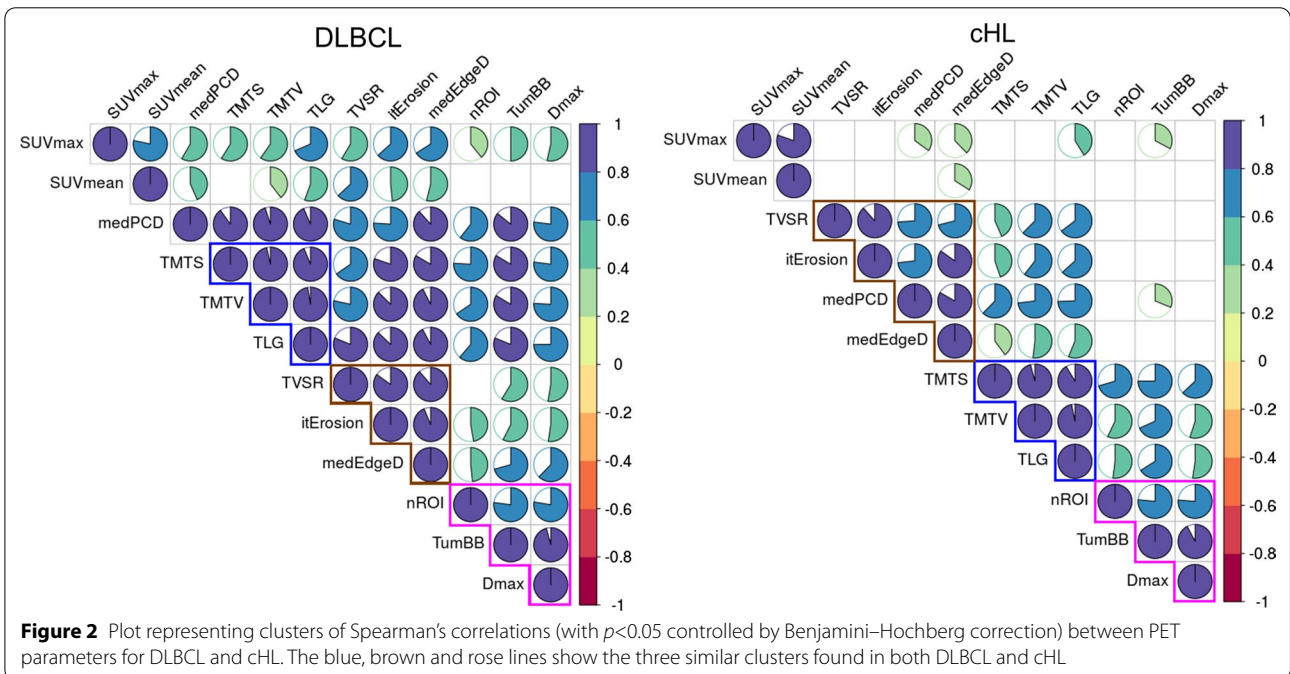 DLBCL
SUVmax SUVmean medPCD TMTS TMTV TLG TVSR itErosion medEdgeD nROI TumBB Dmax
SUVmax
SUVmean
medPCD
TMTS
TMTV
TLG
TVSR
itErosion
medEdgeD
nROI
TumBB
Dmax
1
0.8
0.6
0.4
0.2
0
-0.2
-0.4
-0.6
-0.8
-1
cHL
SUVmax SUVmean TVSR itErosion medPCD medEdgeD TMTS TMTV TLG nROI TumBB Dmax
SUVmax
SUVmean
TVSR
itErosion
medPCD
medEdgeD
TMTS
TMTV
TLG
nROI
TumBB
Dmax
1
0.8
0.6
0.4
0.2
0
-0.2
-0.4
-0.6
-0.8
-1
Figure 2 Plot representing clusters of Spearman’s correlations (with p<0.05 controlled by Benjamini–Hochberg correction) between PET
parameters for DLBCL and cHL. The blue, brown and rose lines show the three similar clusters found in both DLBCL and cHL